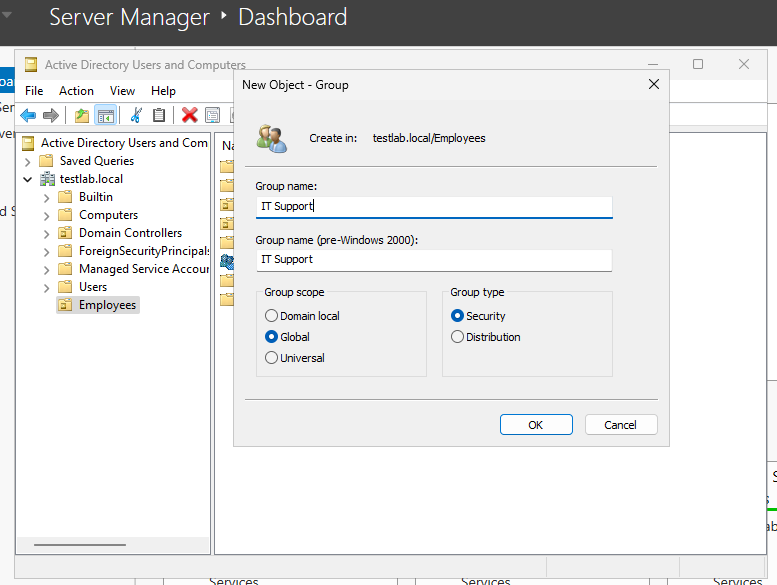 Server Manager ‣ Dashboard
Active Directory Users and Computers
File Action View Help
New Object - Group
Create in: testlab.local/Employees
Active Directory Users and Com
Saved Queries
testlab.local
Builtin
Computers
Domain Controllers
ForeignSecurityPrincipals
Managed Service Accour
Users
Employees
Na
Group name:
IT Support
Group name (pre-Windows 2000):
IT Support
Group scope
Domain local
Global
Universal
Group type
Security
Distribution
OK
Cancel
Services
Services
Services